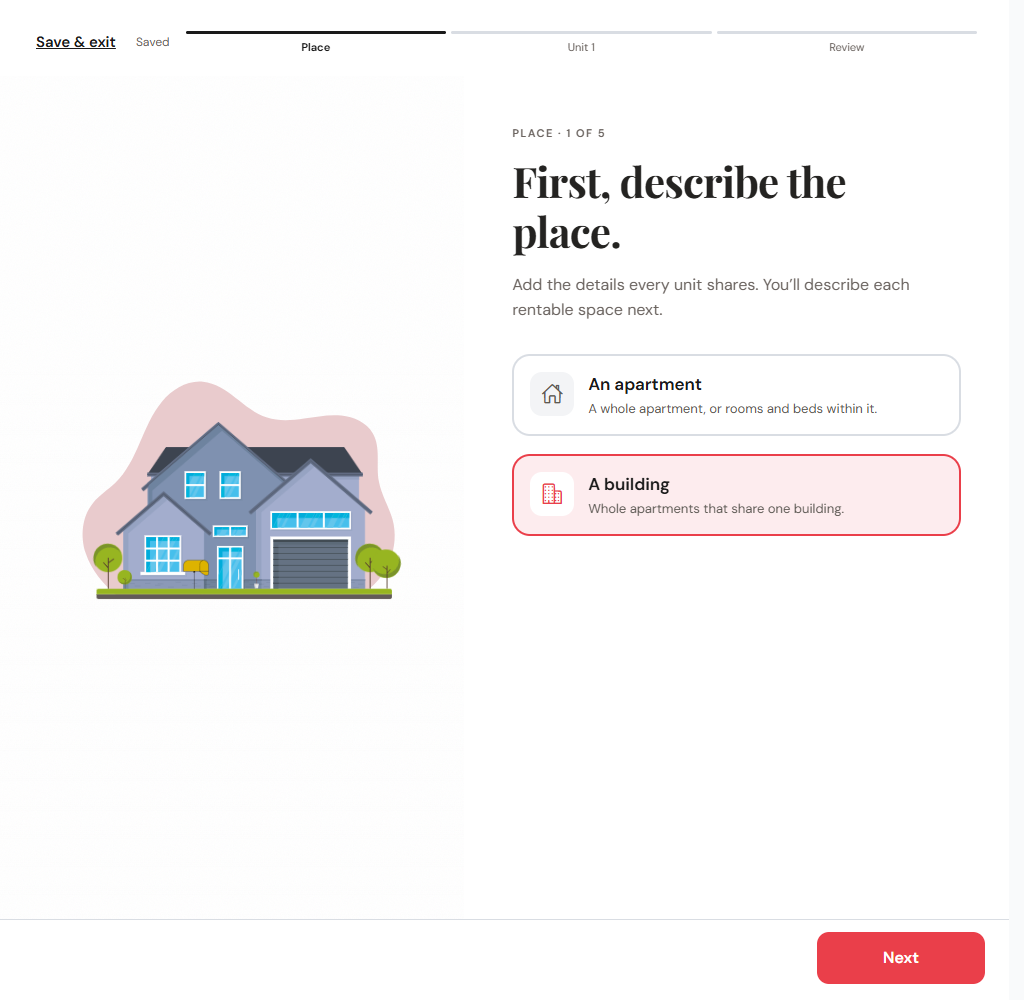 Save & exit
Saved
Place
Unit 1
Review
PLACE · 1 OF 5
First, describe the
place.
Add the details every unit shares. You’ll describe each
rentable space next.
An apartment
A whole apartment, or rooms and beds within it.
A building
Whole apartments that share one building.
Next